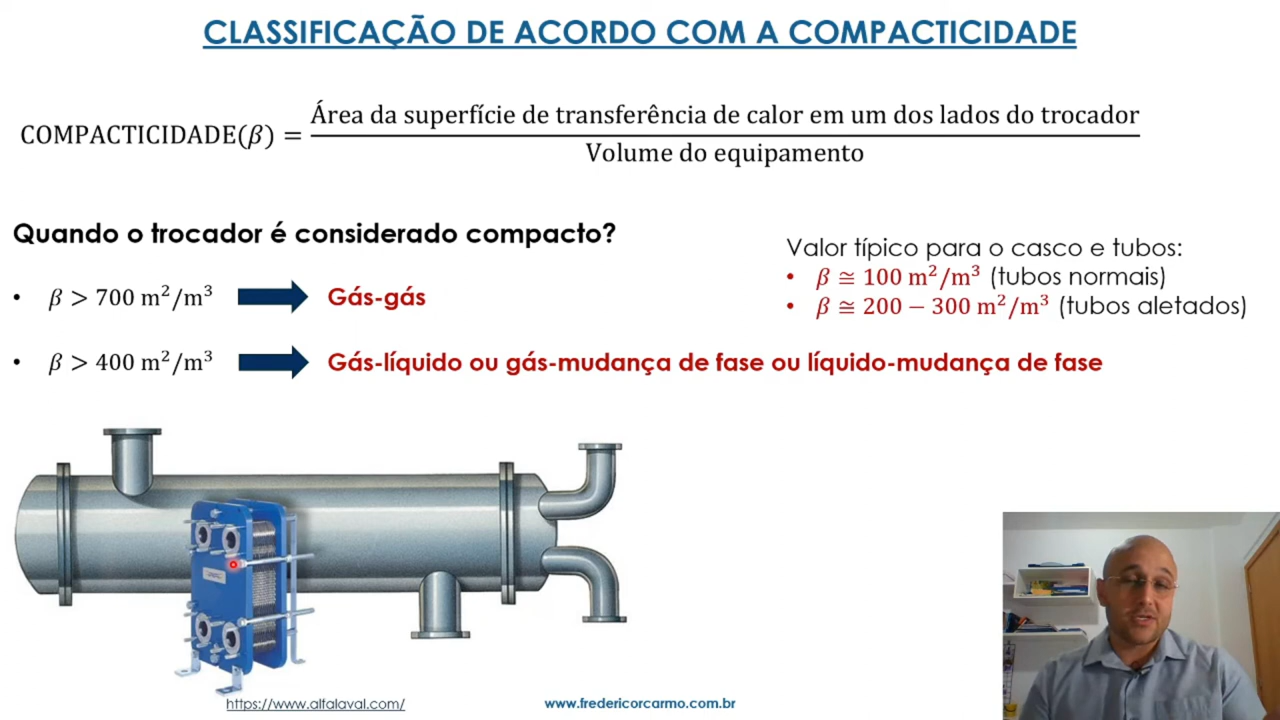 CLASSIFICAÇÃO DE ACORDO COM A COMPACTICIDADE
COMPACTICIDADE(β) = Área da superfície de transferência de calor em um dos lados do trocador
Volume do equipamento
Quando o trocador é considerado compacto?
• β > 700 m²/m³ Gás-gás
• β > 400 m²/m³ Gás-líquido ou gás-mudança de fase ou líquido-mudança de fase
Valor típico para o casco e tubos:
• β ≅ 100 m²/m³ (tubos normais)
• β ≅ 200 − 300 m²/m³ (tubos aletados)
https://www.alfalaval.com/
www.fredericorcarmo.com.br